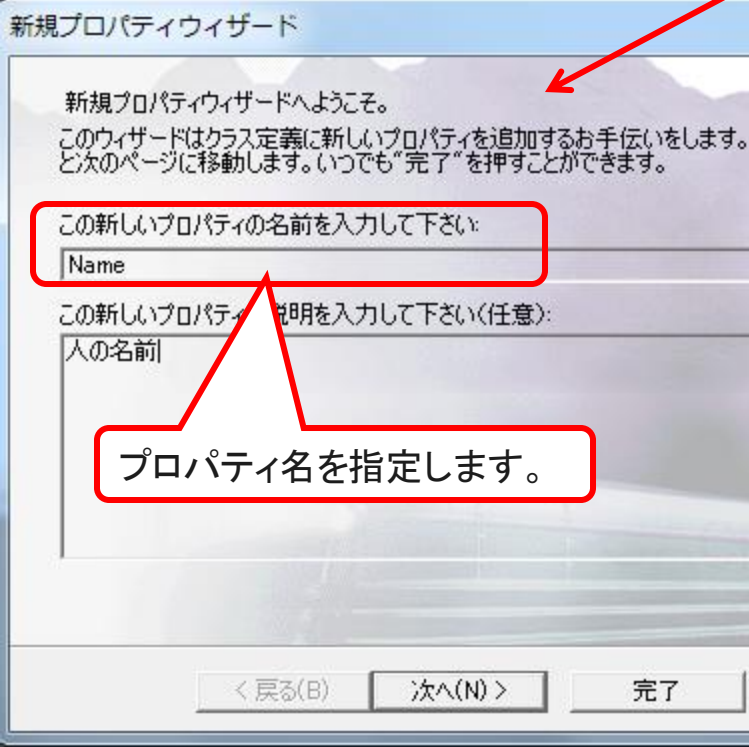 新規プロパティウィザード
新規プロパティウィザードへようこそ。
このウィザードはクラス定義に新しいプロパティを追加するお手伝いをします。
と次のページに移動します。いつでも"完了"を押すことができます。
この新しいプロパティの名前を入力して下さい:
Name
この新しいプロパティ 説明を入力して下さい(任意):
人の名前
プロパティ名を指定します。
< 戻る(B)
次へ(N) >
完了